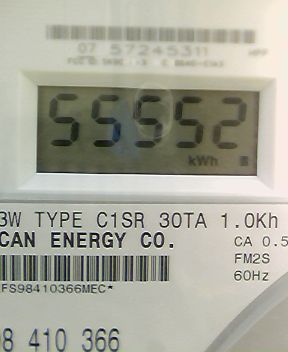 07 57245311
55552
kWh
3W TYPE C1SR 30TA 1.0Kh
CAN ENERGY CO.
CA 0.5
FM2S
60Hz
FS98410366MEC*
98 410 366